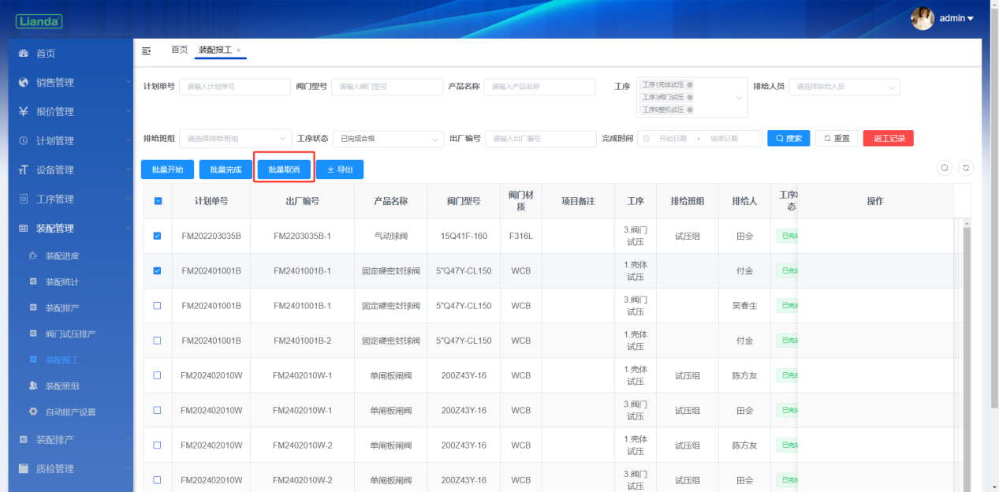 Lianda
admin
首页
销售管理
报价管理
计划管理
设备管理
工序管理
装配管理
装配进度
装配统计
装配排产
阀门试压排产
装配报工
装配班组
自动排产设置
装配排产
质检管理
首页 装配报工 ×
计划单号 请输入计划单号 阀门型号 请输入阀门型号 产品名称 请输入产品名称 工序 工序1壳体试压 排给人员 请选择排给人员
工序3阀门试压
工序9整机试压
排给班组 请选择排给班组 工序状态 已完成合格 出厂编号 请输入出厂编号 完成时间 开始日期 - 结束日期 搜索 重置 返工记录
批量开始 批量完成 批量取消 导出
计划单号 出厂编号 产品名称 阀门型号 阀门材质 项目备注 工序 排给班组 排给人 工序 态 操作
FM202203035B FM2203035B-1 气动球阀 15Q41F-160 F316L 3.阀门试压 试压组 田会 已完
FM202401001B FM2401001B-1 固定硬密封球阀 5"Q47Y-CL150 WCB 1.壳体试压 付金 已完
FM202401001B FM2401001B-1 固定硬密封球阀 5"Q47Y-CL150 WCB 3.阀门试压 吴春生 已完
FM202401001B FM2401001B-2 固定硬密封球阀 5"Q47Y-CL150 WCB 1.壳体试压 付金 已完
FM202402010W FM2402010W-1 单闸板闸阀 200Z43Y-16 WCB 1.壳体试压 试压组 陈方友 已完
FM202402010W FM2402010W-1 单闸板闸阀 200Z43Y-16 WCB 3.阀门试压 试压组 田会 已完
FM202402010W FM2402010W-2 单闸板闸阀 200Z43Y-16 WCB 1.壳体试压 试压组 陈方友 已完
FM202402010W FM2402010W-2 单闸板闸阀 200Z43Y-16 WCB 3.阀门试压 试压组 田会 已完